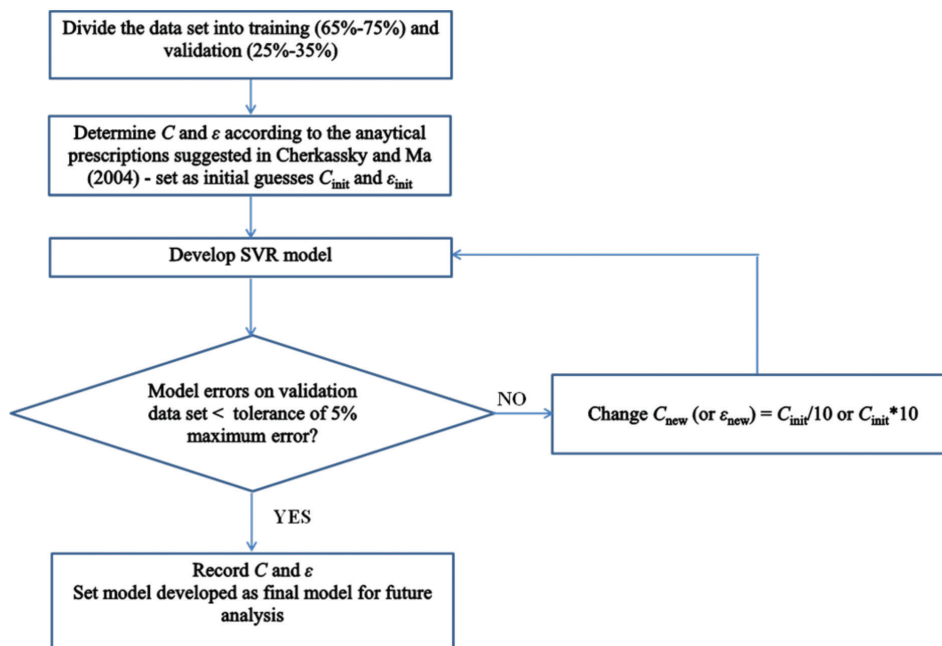 Divide the data set into training (65%-75%) and
validation (25%-35%)
Determine C and ε according to the anaytical
prescriptions suggested in Cherkassky and Ma
(2004) - set as initial guesses Cinit and εinit
Develop SVR model
Model errors on validation
data set < tolerance of 5%
maximum error?
NO
Change Cnew (or εnew) = Cinit/10 or Cinit*10
YES
Record C and ε
Set model developed as final model for future
analysis